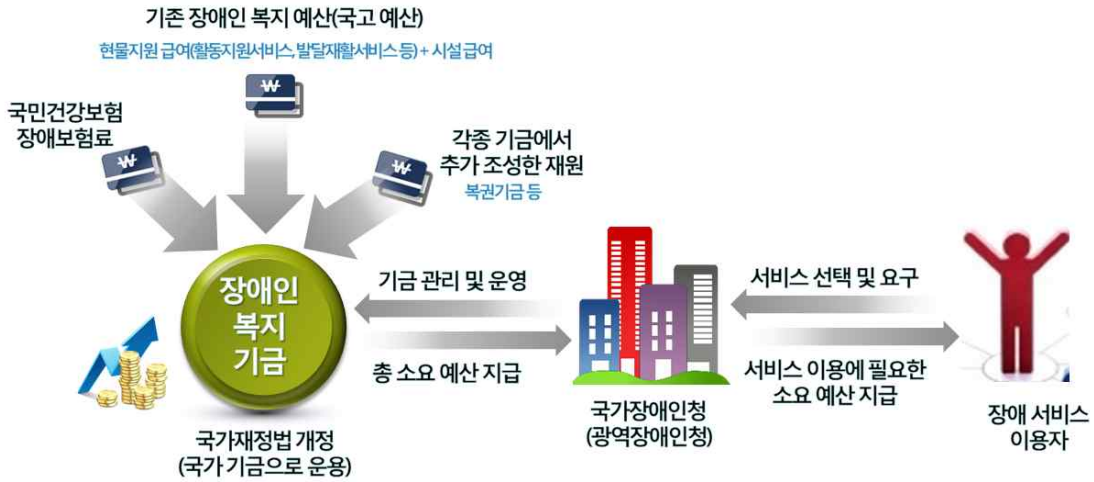 기존 장애인 복지 예산(국고 예산)
현물지원 급여(활동지원서비스,발달재활서비스 등) + 시설 급여
₩
국민건강보험
장애보험료
₩
각종 기금에서
추가 조성한 재원
복권기금 등
₩
장애인
복지
기금
국가재정법 개정
(국가 기금으로 운용)
기금 관리 및 운영
총 소요 예산 지급
국가장애인청
(광역장애인청)
서비스 선택 및 요구
서비스 이용에 필요한
소요 예산 지급
장애 서비스
이용자